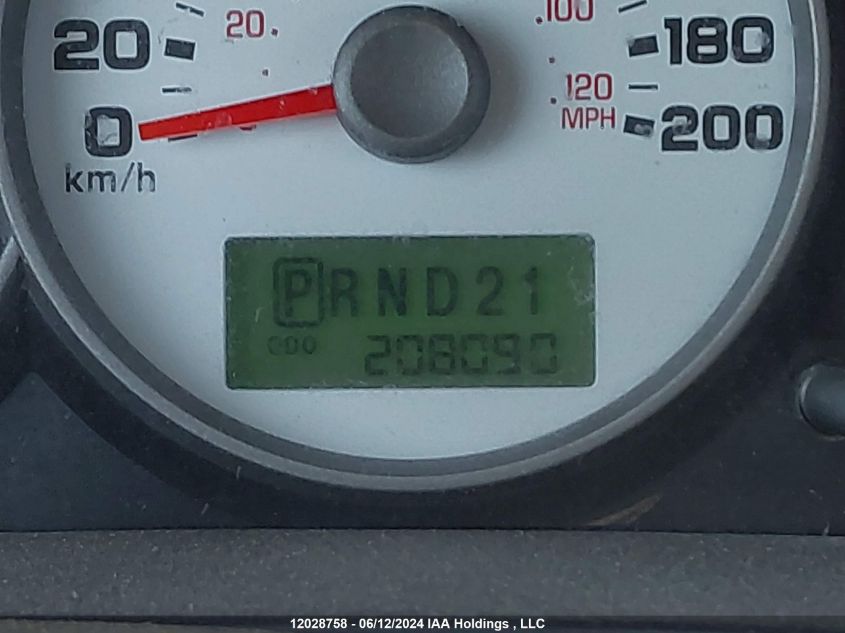 .100
20.
20
180
.120
MPH
0
200
km/h
PRND21
ODO 208090
12028758 - 06/12/2024 IAA Holdings , LLC